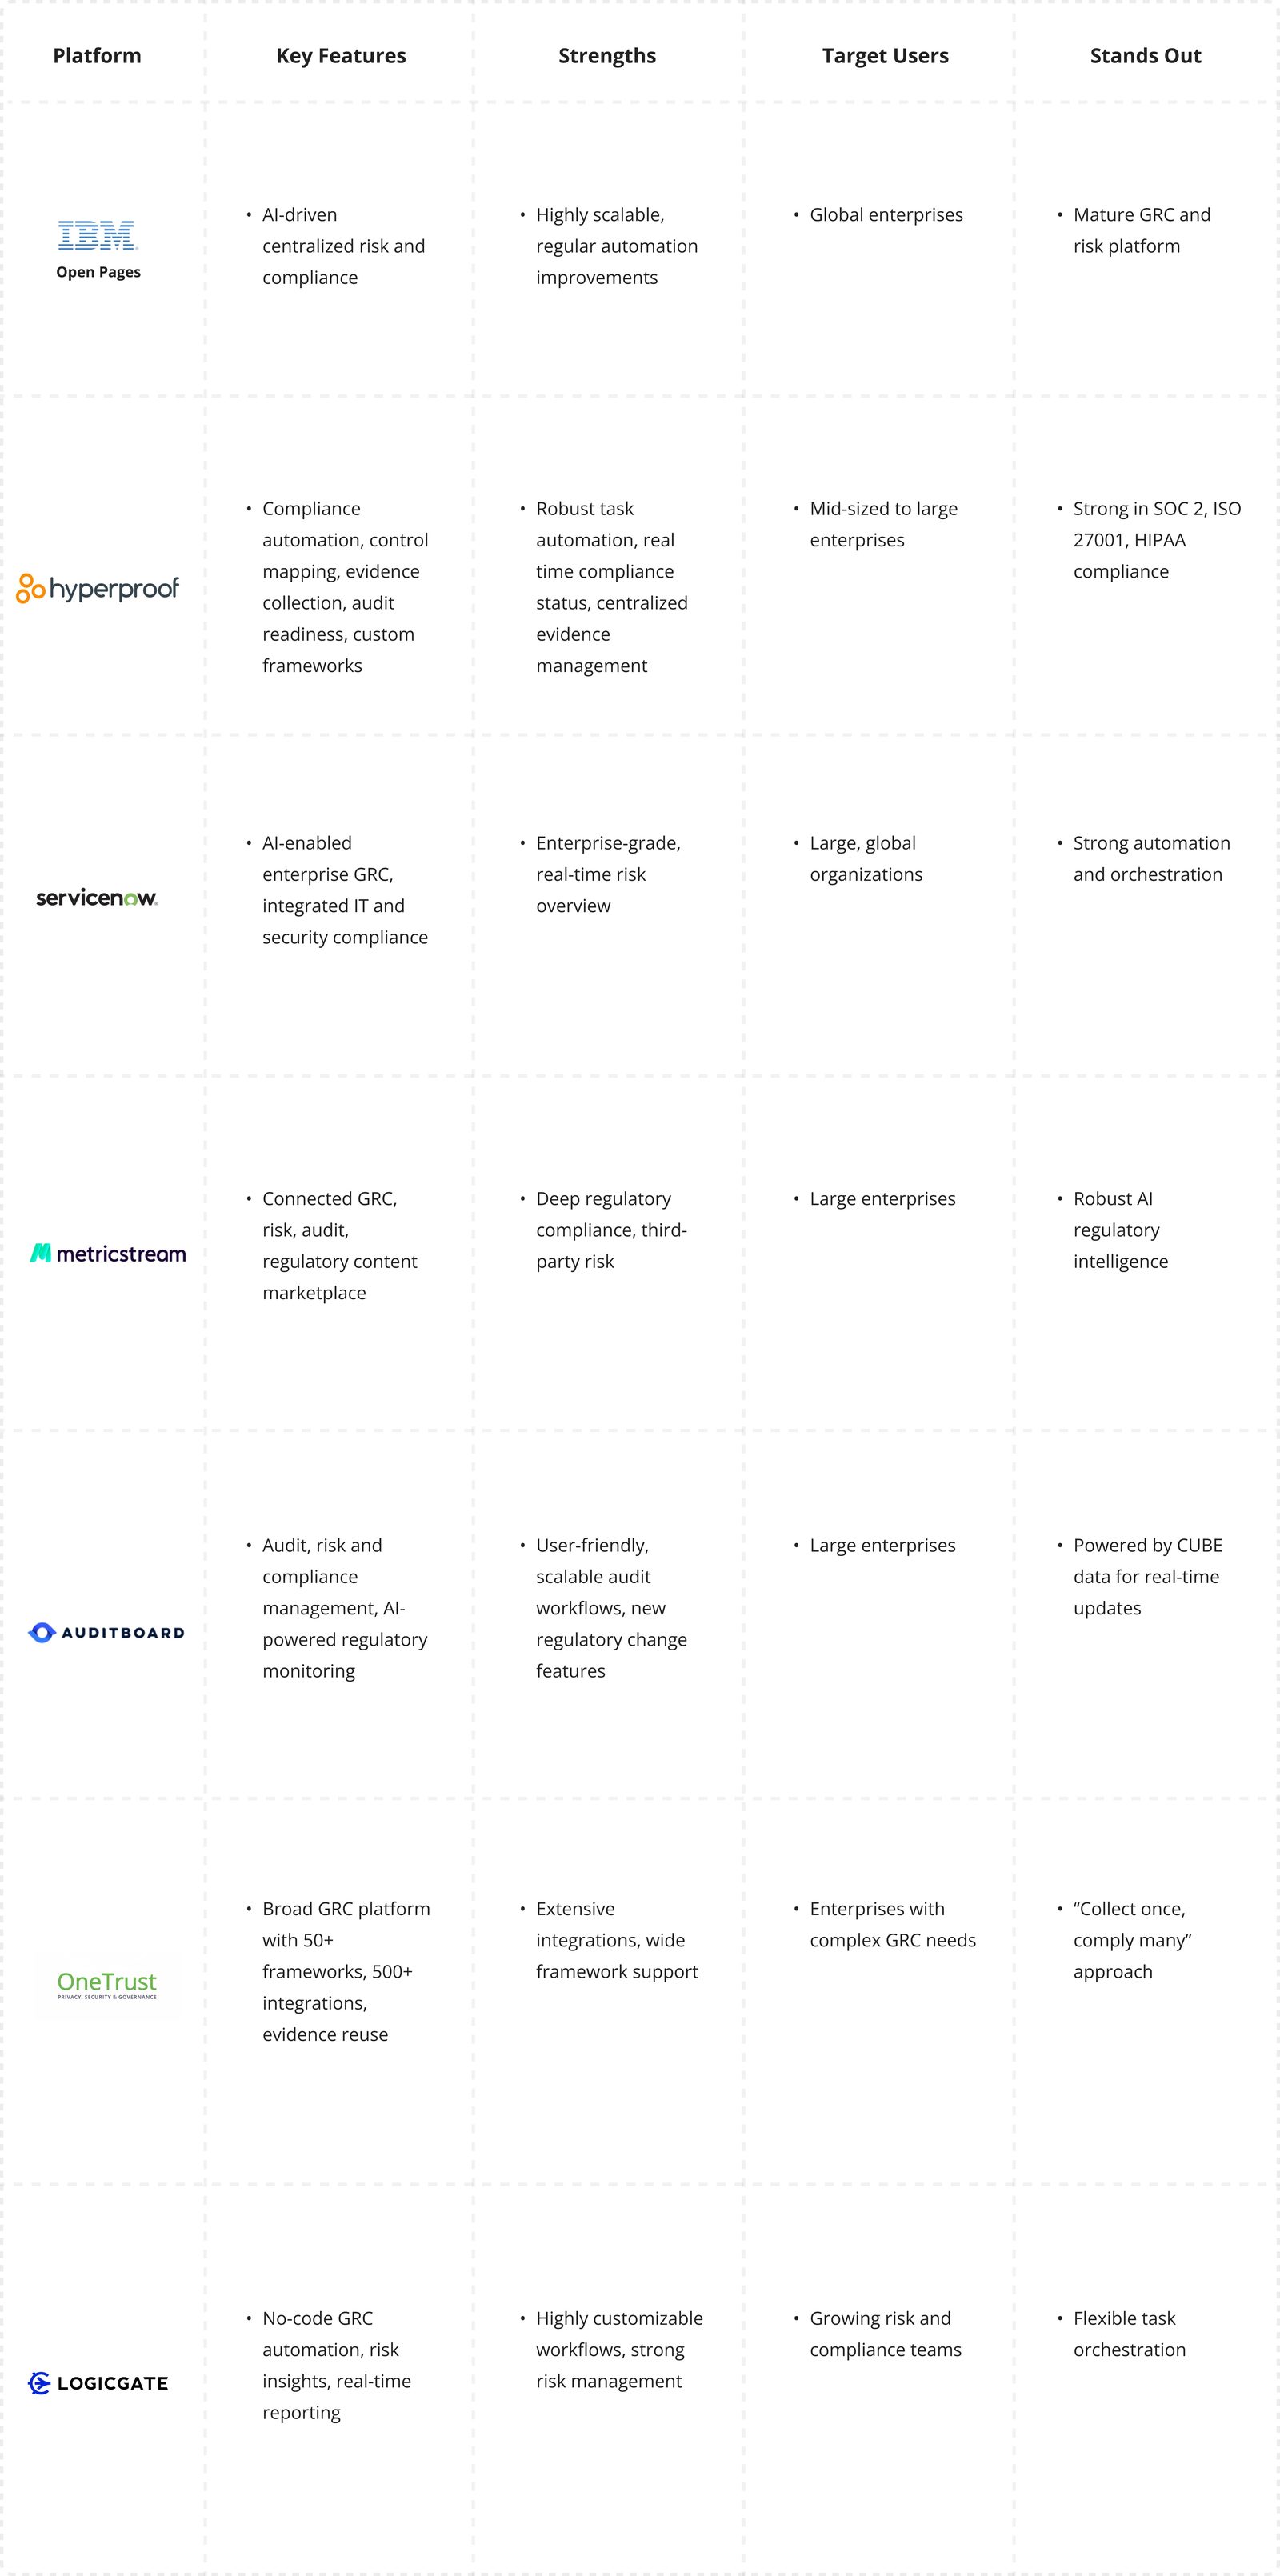 Platform
Key Features
Strengths
Target Users
Stands Out
IBM
Open Pages
• AI-driven
centralized risk and
compliance
• Highly scalable,
regular automation
improvements
• Global enterprises
• Mature GRC and
risk platform
hyperproof
• Compliance
automation, control
mapping, evidence
collection, audit
readiness, custom
frameworks
• Robust task
automation, real
time compliance
status, centralized
evidence
management
• Mid-sized to large
enterprises
• Strong in SOC 2, ISO
27001, HIPAA
compliance
servicenow
• AI-enabled
enterprise GRC,
integrated IT and
security compliance
• Enterprise-grade,
real-time risk
overview
• Large, global
organizations
• Strong automation
and orchestration
metricstream
• Connected GRC,
risk, audit,
regulatory content
marketplace
• Deep regulatory
compliance, third-
party risk
• Large enterprises
• Robust AI
regulatory
intelligence
AUDITBOARD
• Audit, risk and
compliance
management, AI-
powered regulatory
monitoring
• User-friendly,
scalable audit
workflows, new
regulatory change
features
• Large enterprises
• Powered by CUBE
data for real-time
updates
OneTrust
PRIVACY, SECURITY & GOVERNANCE
• Broad GRC platform
with 50+
frameworks, 500+
integrations,
evidence reuse
• Extensive
integrations, wide
framework support
• Enterprises with
complex GRC needs
• “Collect once,
comply many”
approach
LOGICGATE
• No-code GRC
automation, risk
insights, real-time
reporting
• Highly customizable
workflows, strong
risk management
• Growing risk and
compliance teams
• Flexible task
orchestration